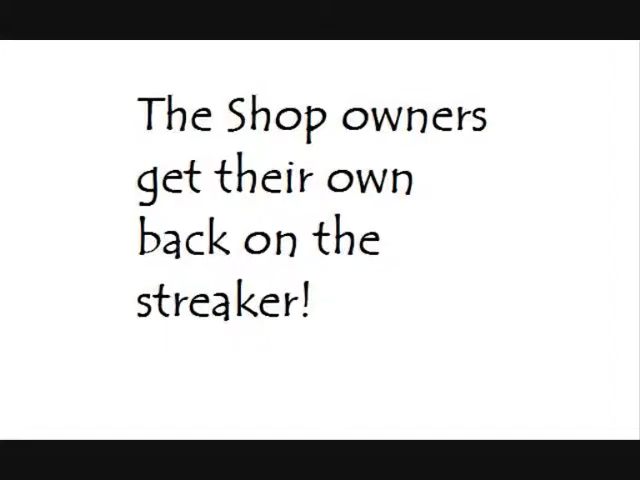 The Shop owners
get their own
back on the
streaker!